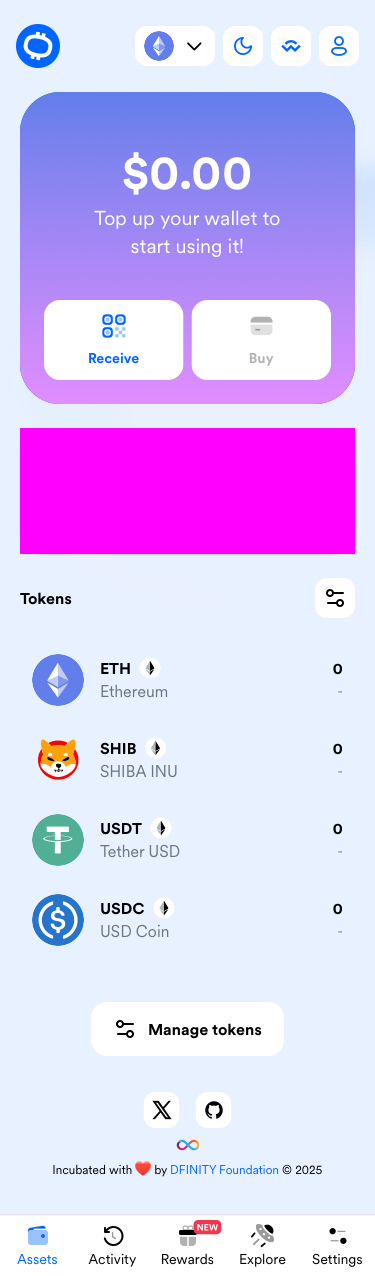 $0.00
Top up your wallet to
start using it!
Receive
Buy
Tokens
ETH
0
Ethereum
-
SHIB
0
SHIBA INU
-
USDT
0
Tether USD
-
USDC
0
USD Coin
-
Manage tokens
Incubated with ❤️ by DFINITY Foundation © 2025
NEW
Assets
Activity
Rewards
Explore
Settings